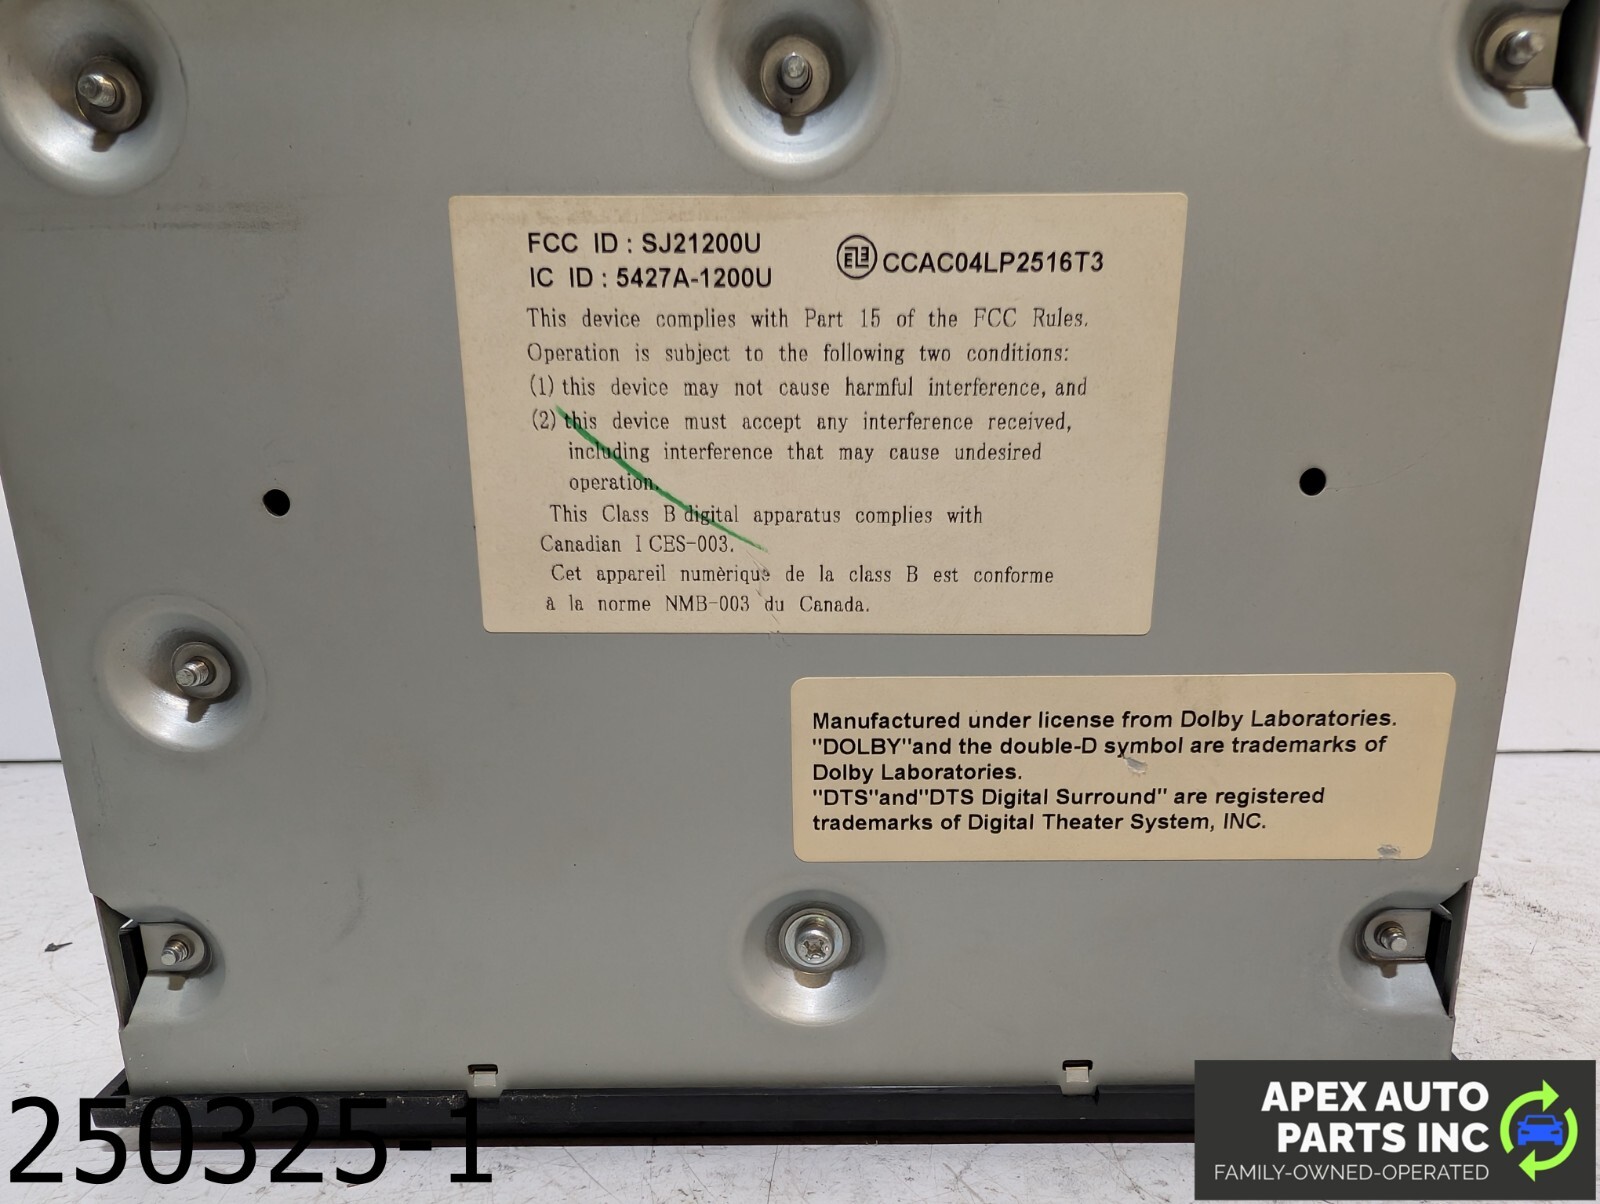 FCC ID : SJ21200U
IC ID : 5427A-1200U
CCAC04LP2516T3
This device complies with Part 15 of the FCC Rules.
Operation is subject to the following two conditions:
(1) this device may not cause harmful interference, and
(2) this device must accept any interference received,
including interference that may cause undesired
operation.
This Class B digital apparatus complies with
Canadian I CES-003.
Cet appareil numèrique de la class B est conforme
à la norme NMB-003 du Canada.
Manufactured under license from Dolby Laboratories.
"DOLBY"and the double-D symbol are trademarks of
Dolby Laboratories.
"DTS"and"DTS Digital Surround" are registered
trademarks of Digital Theater System, INC.
250325-1
APEX AUTO
PARTS INC
FAMILY-OWNED-OPERATED